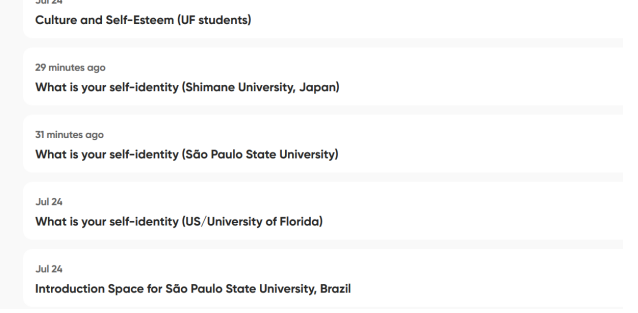 Jul 24
Culture and Self-Esteem (UF students)
29 minutes ago
What is your self-identity (Shimane University, Japan)
31 minutes ago
What is your self-identity (São Paulo State University)
Jul 24
What is your self-identity (US/University of Florida)
Jul 24
Introduction Space for São Paulo State University, Brazil